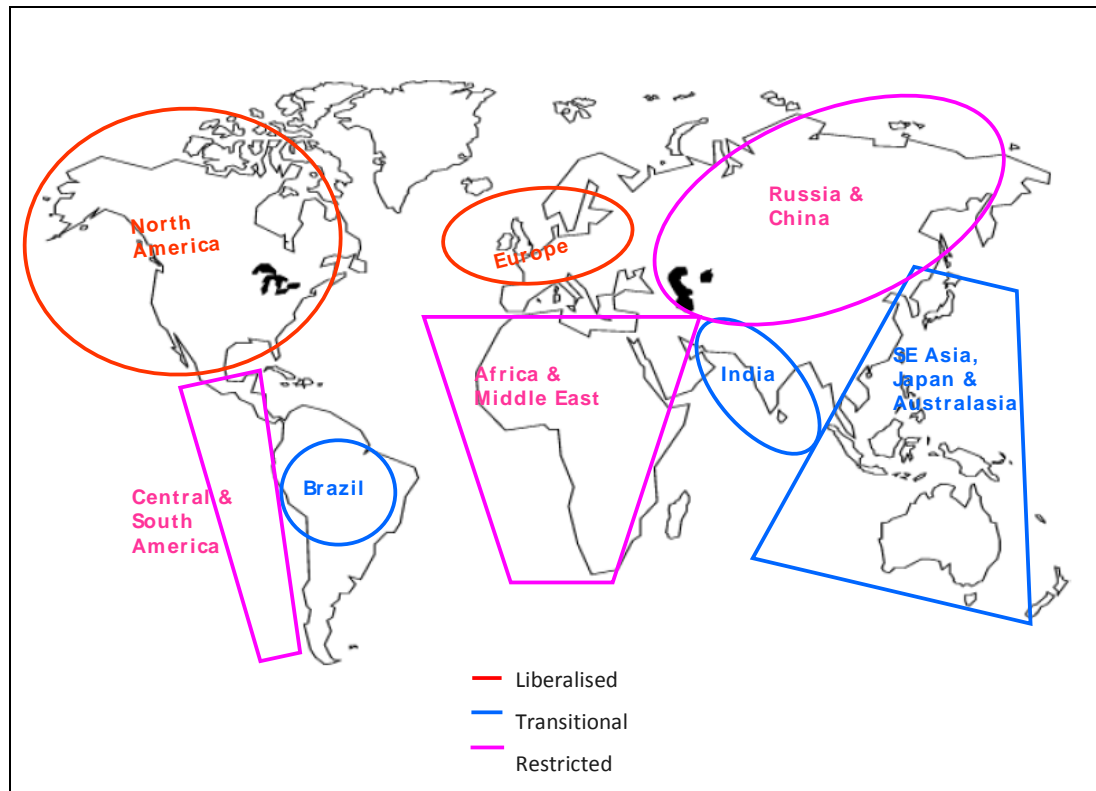 North
America
Europe
Russia &
China
Africa &
Middle East
India
SE Asia,
Japan &
Australasia
Central &
South
America
Brazil
Liberalised
Transitional
Restricted